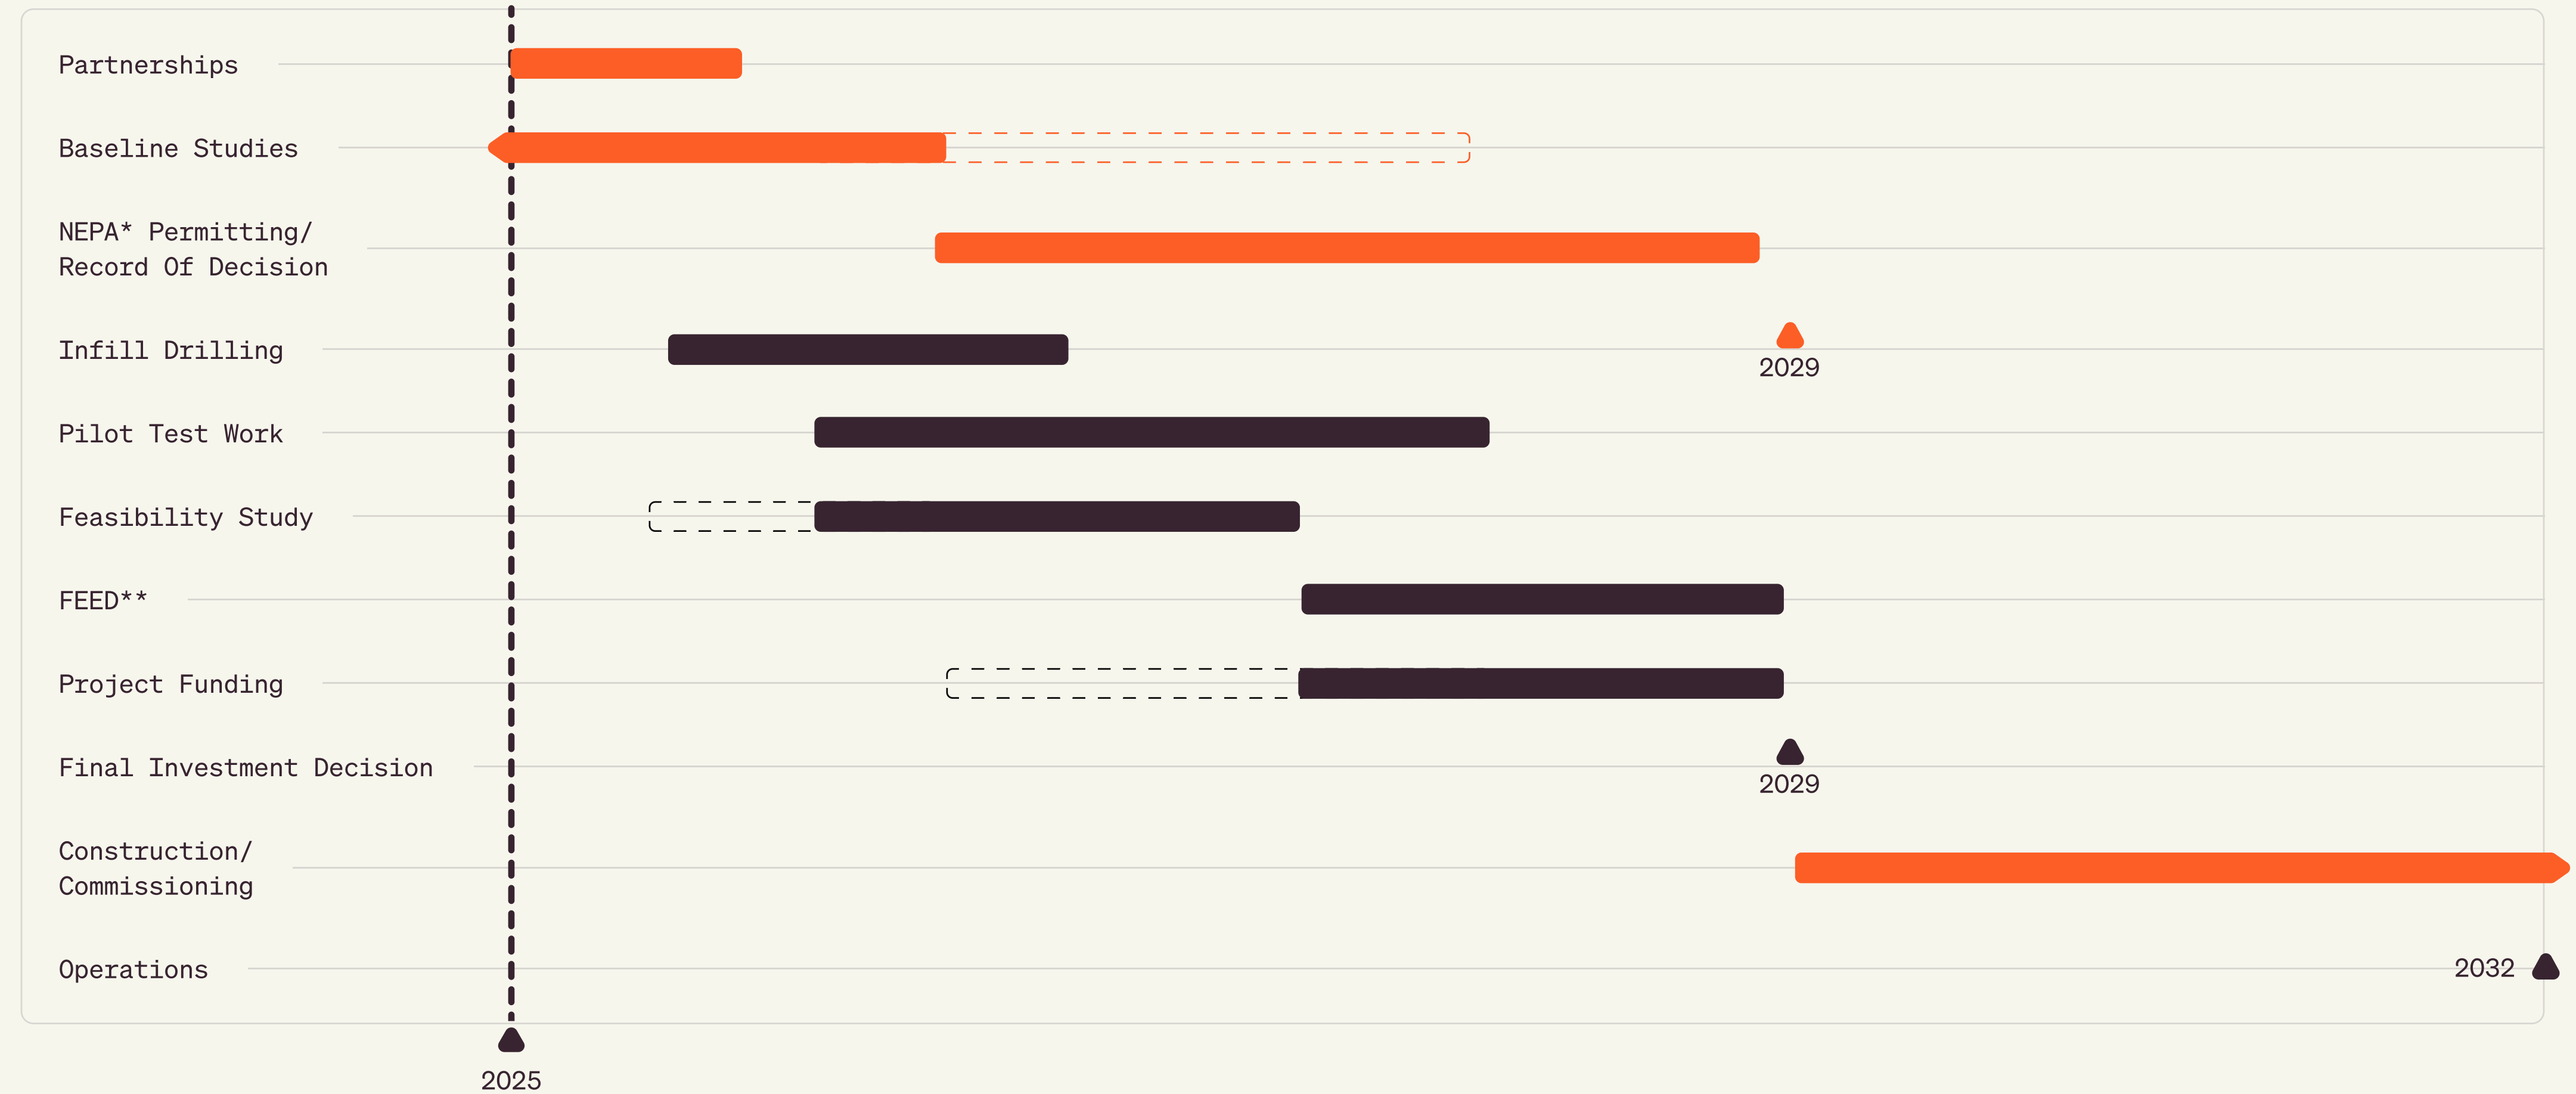 Partnerships
Baseline Studies
NEPA* Permitting/
Record Of Decision
Infill Drilling
2029
Pilot Test Work
Feasibility Study
FEED**
Project Funding
Final Investment Decision
2029
Construction/
Commissioning
Operations
2032
2025